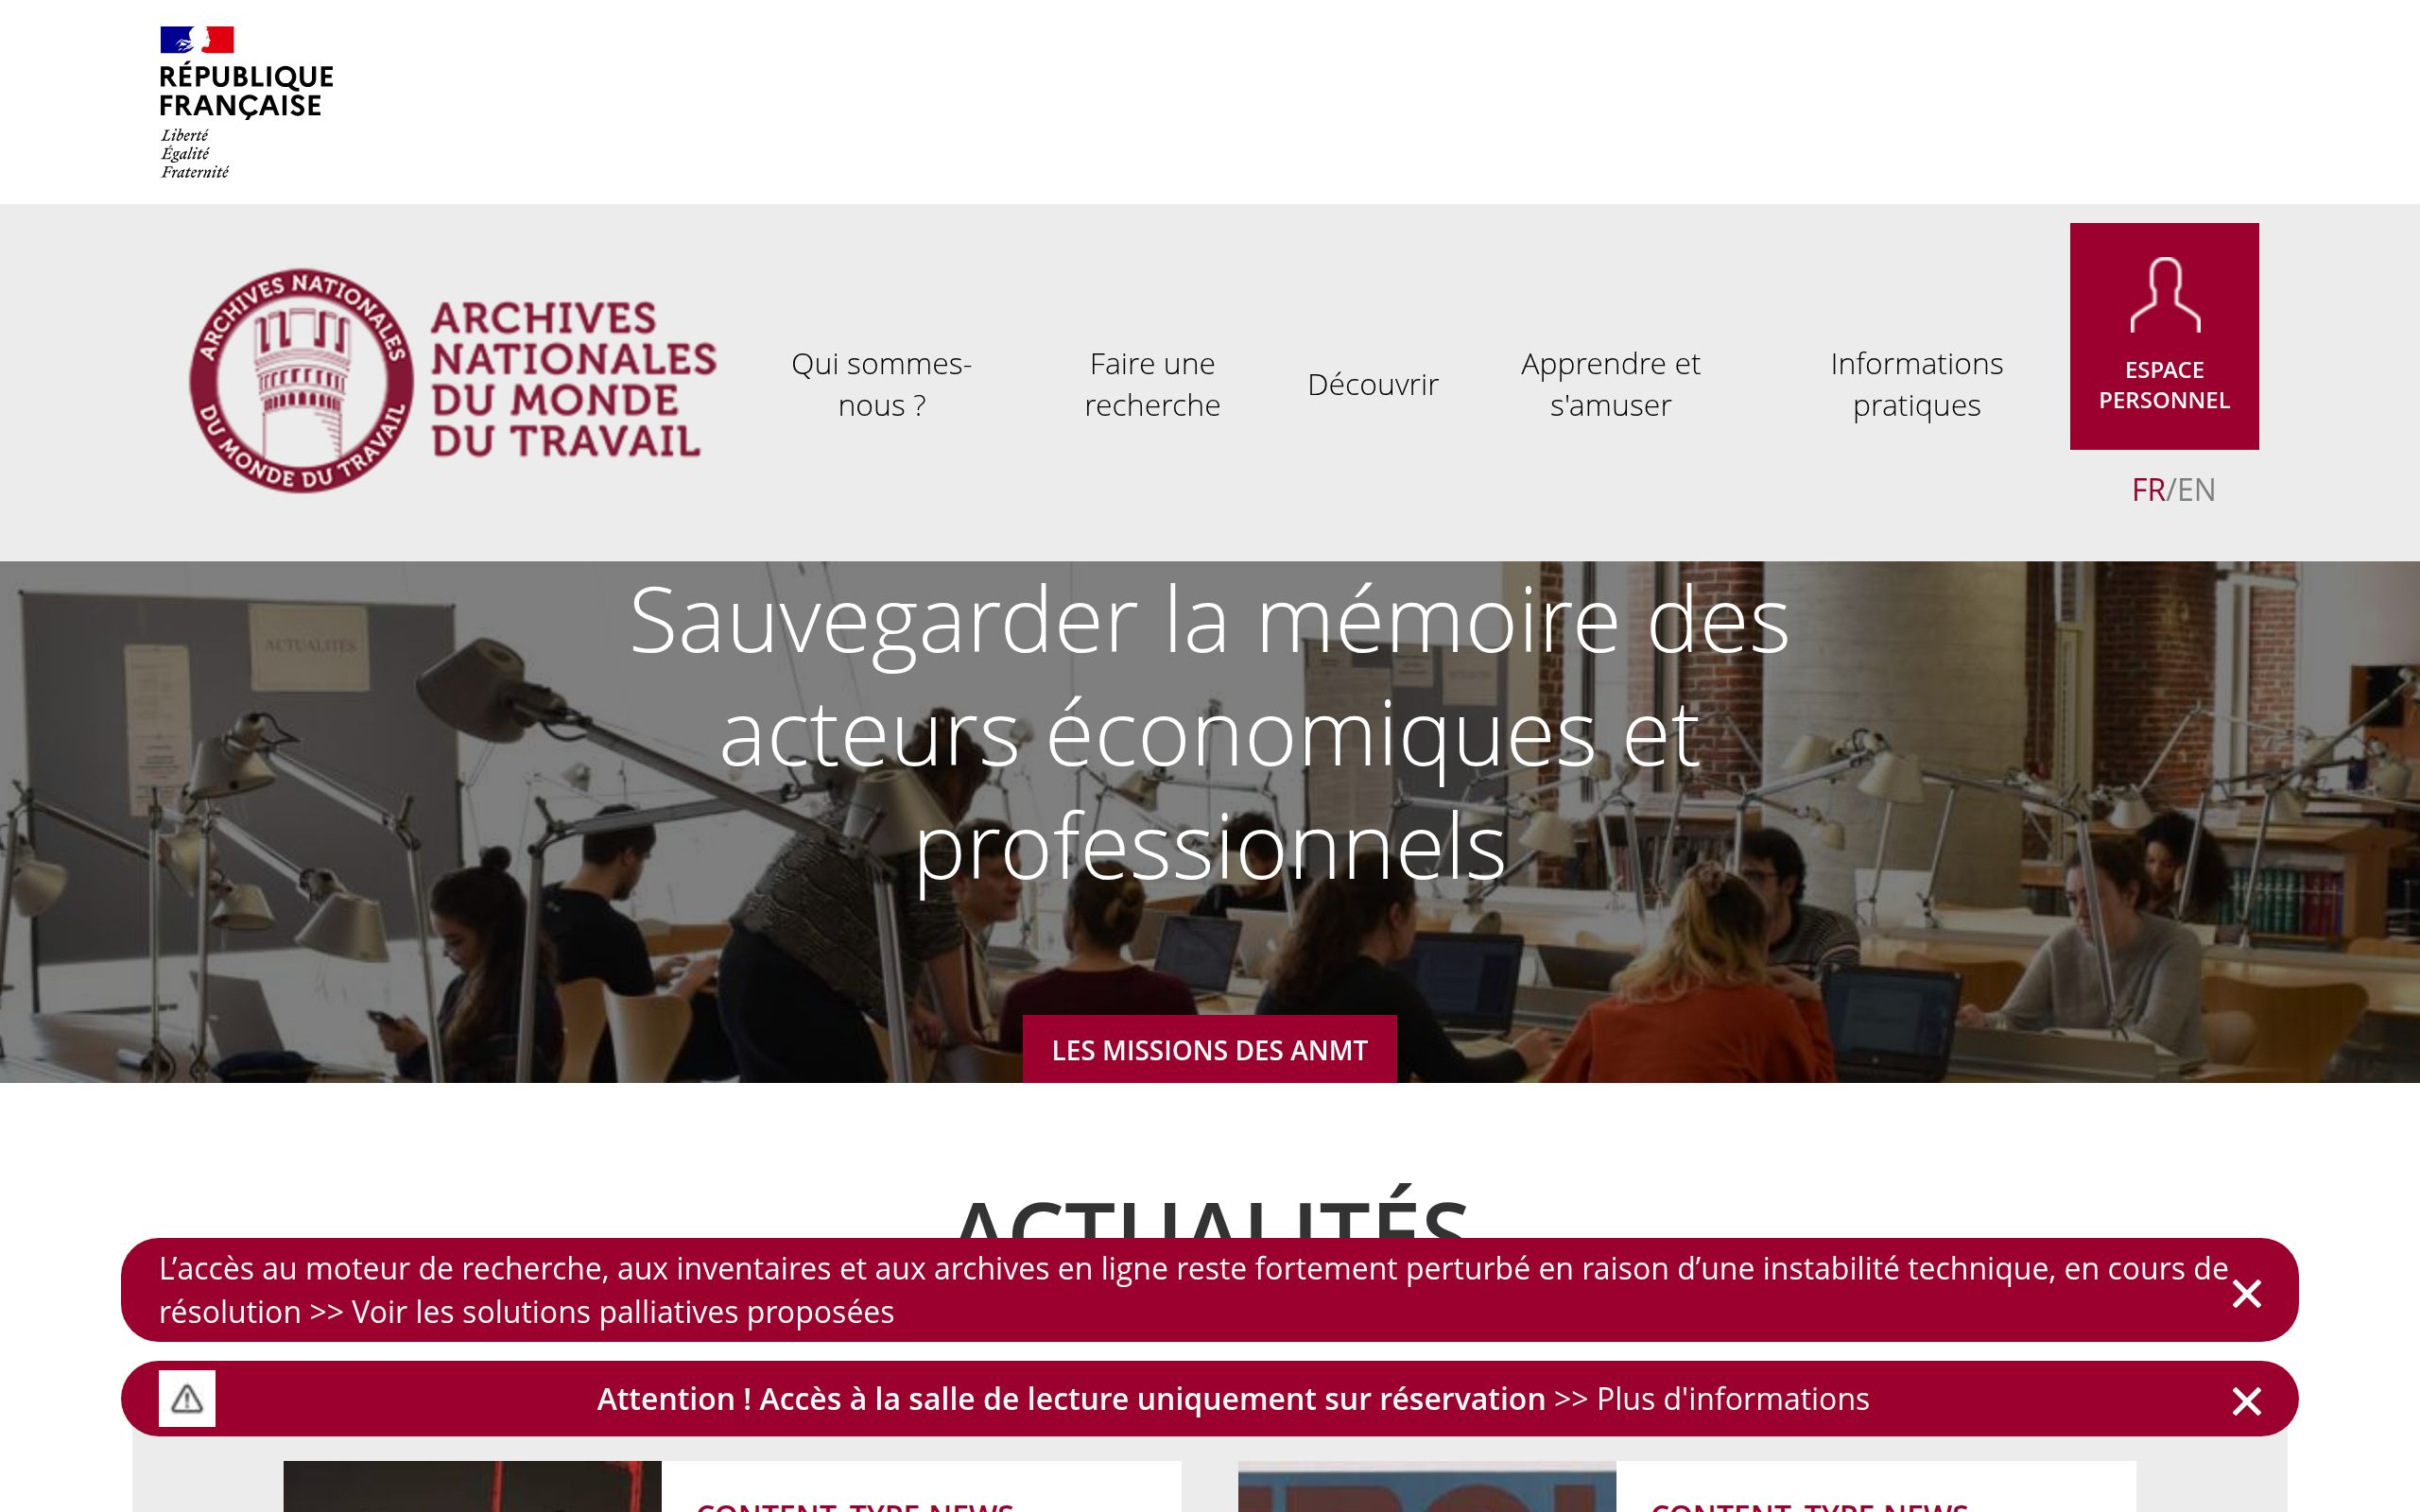 RÉPUBLIQUE
FRANÇAISE
Liberté
Égalité
Fraternité
ARCHIVES NATIONALES
DU MONDE DU TRAVAIL
ARCHIVES
NATIONALES
DU MONDE
DU TRAVAIL
Qui sommes-
nous ?
Faire une
recherche
Découvrir
Apprendre et
s'amuser
Informations
pratiques
ESPACE
PERSONNEL
FR/EN
ACTUALITÉS
Sauvegarder la mémoire des
acteurs économiques et
professionnels
LES MISSIONS DES ANMT
ACTUALITÉS
L’accès au moteur de recherche, aux inventaires et aux archives en ligne reste fortement perturbé en raison d’une instabilité technique, en cours de
résolution >> Voir les solutions palliatives proposées
Attention ! Accès à la salle de lecture uniquement sur réservation >> Plus d'informations
CONTENT_TYPE.NEWS
CONTENT_TYPE.NEWS